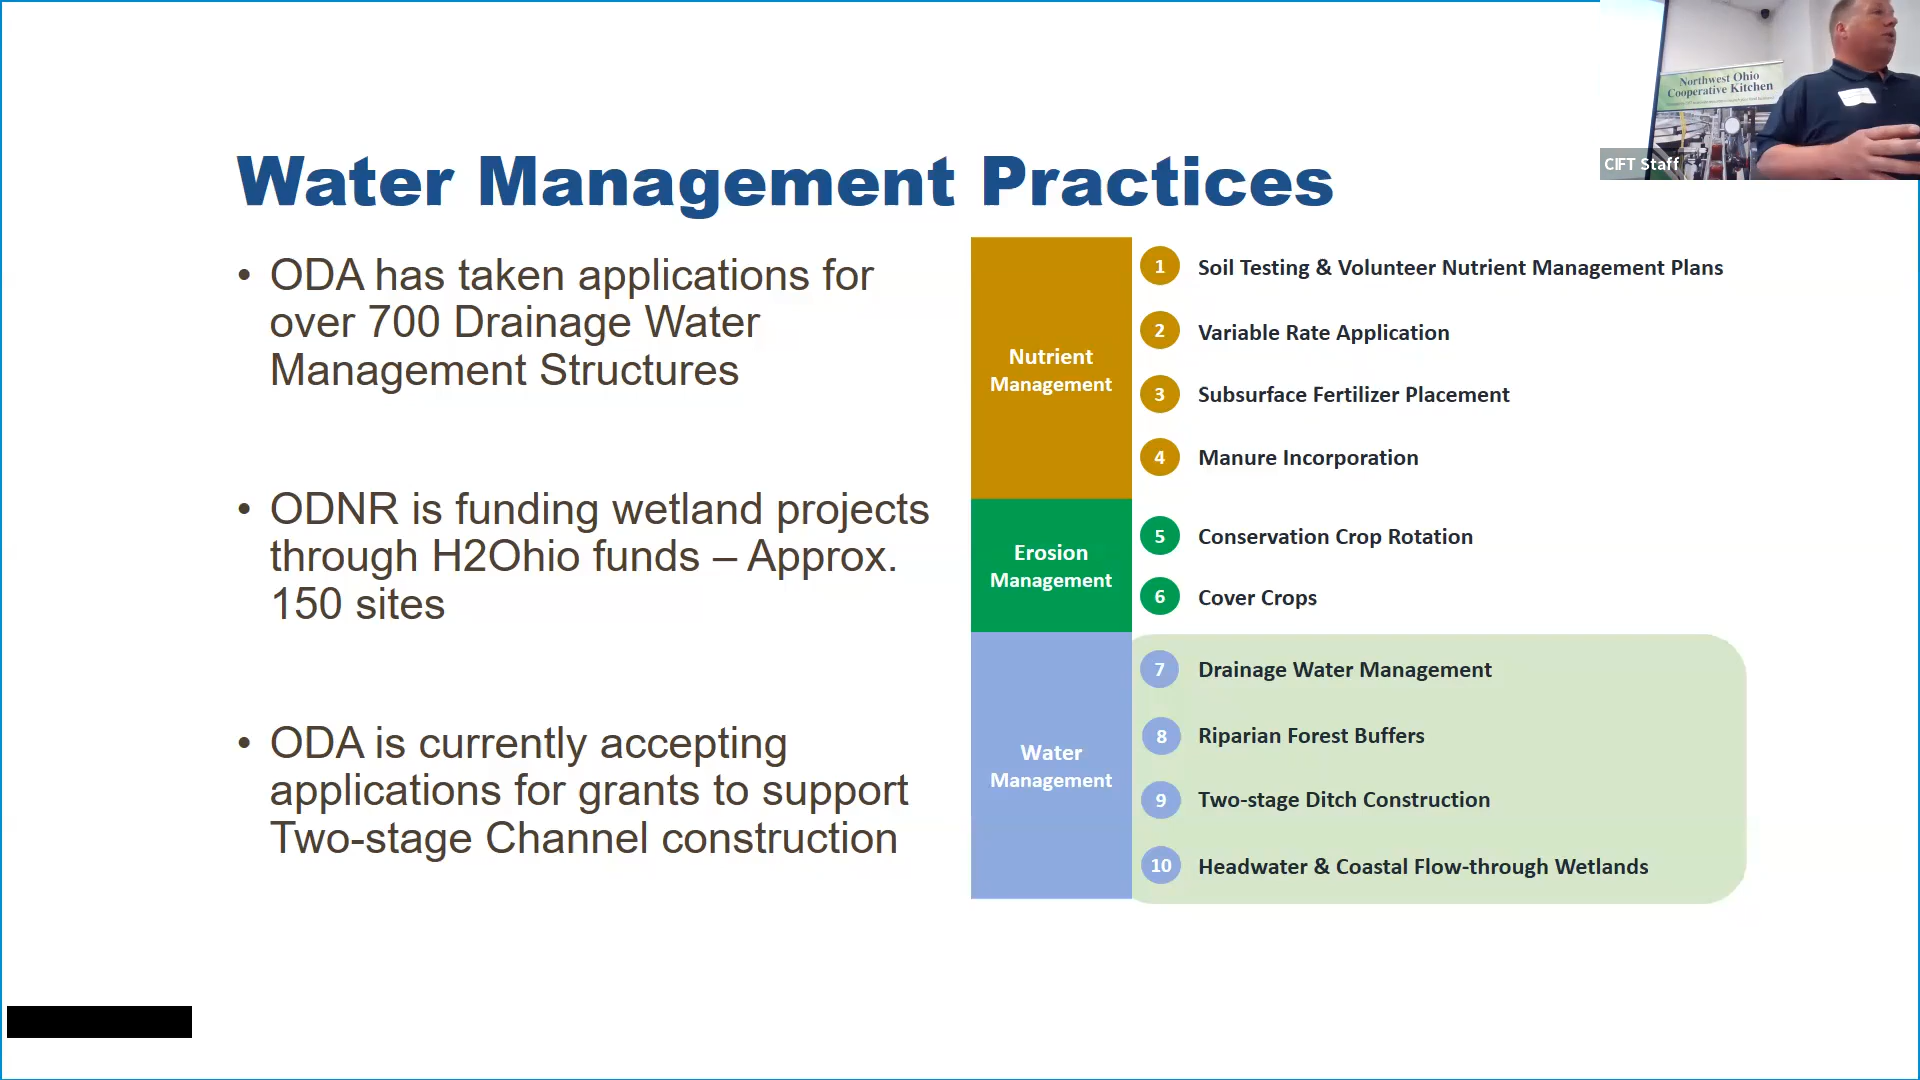 Northwest Ohio
Cooperative Kitchen
CIFT Staff
Water Management Practices
• ODA has taken applications for
over 700 Drainage Water
Management Structures
• ODNR is funding wetland projects
through H2Ohio funds – Approx.
150 sites
• ODA is currently accepting
applications for grants to support
Two-stage Channel construction
Nutrient
Management
1 Soil Testing & Volunteer Nutrient Management Plans
2 Variable Rate Application
3 Subsurface Fertilizer Placement
4 Manure Incorporation
Erosion
Management
5 Conservation Crop Rotation
6 Cover Crops
Water
Management
7 Drainage Water Management
8 Riparian Forest Buffers
9 Two-stage Ditch Construction
10 Headwater & Coastal Flow-through Wetlands